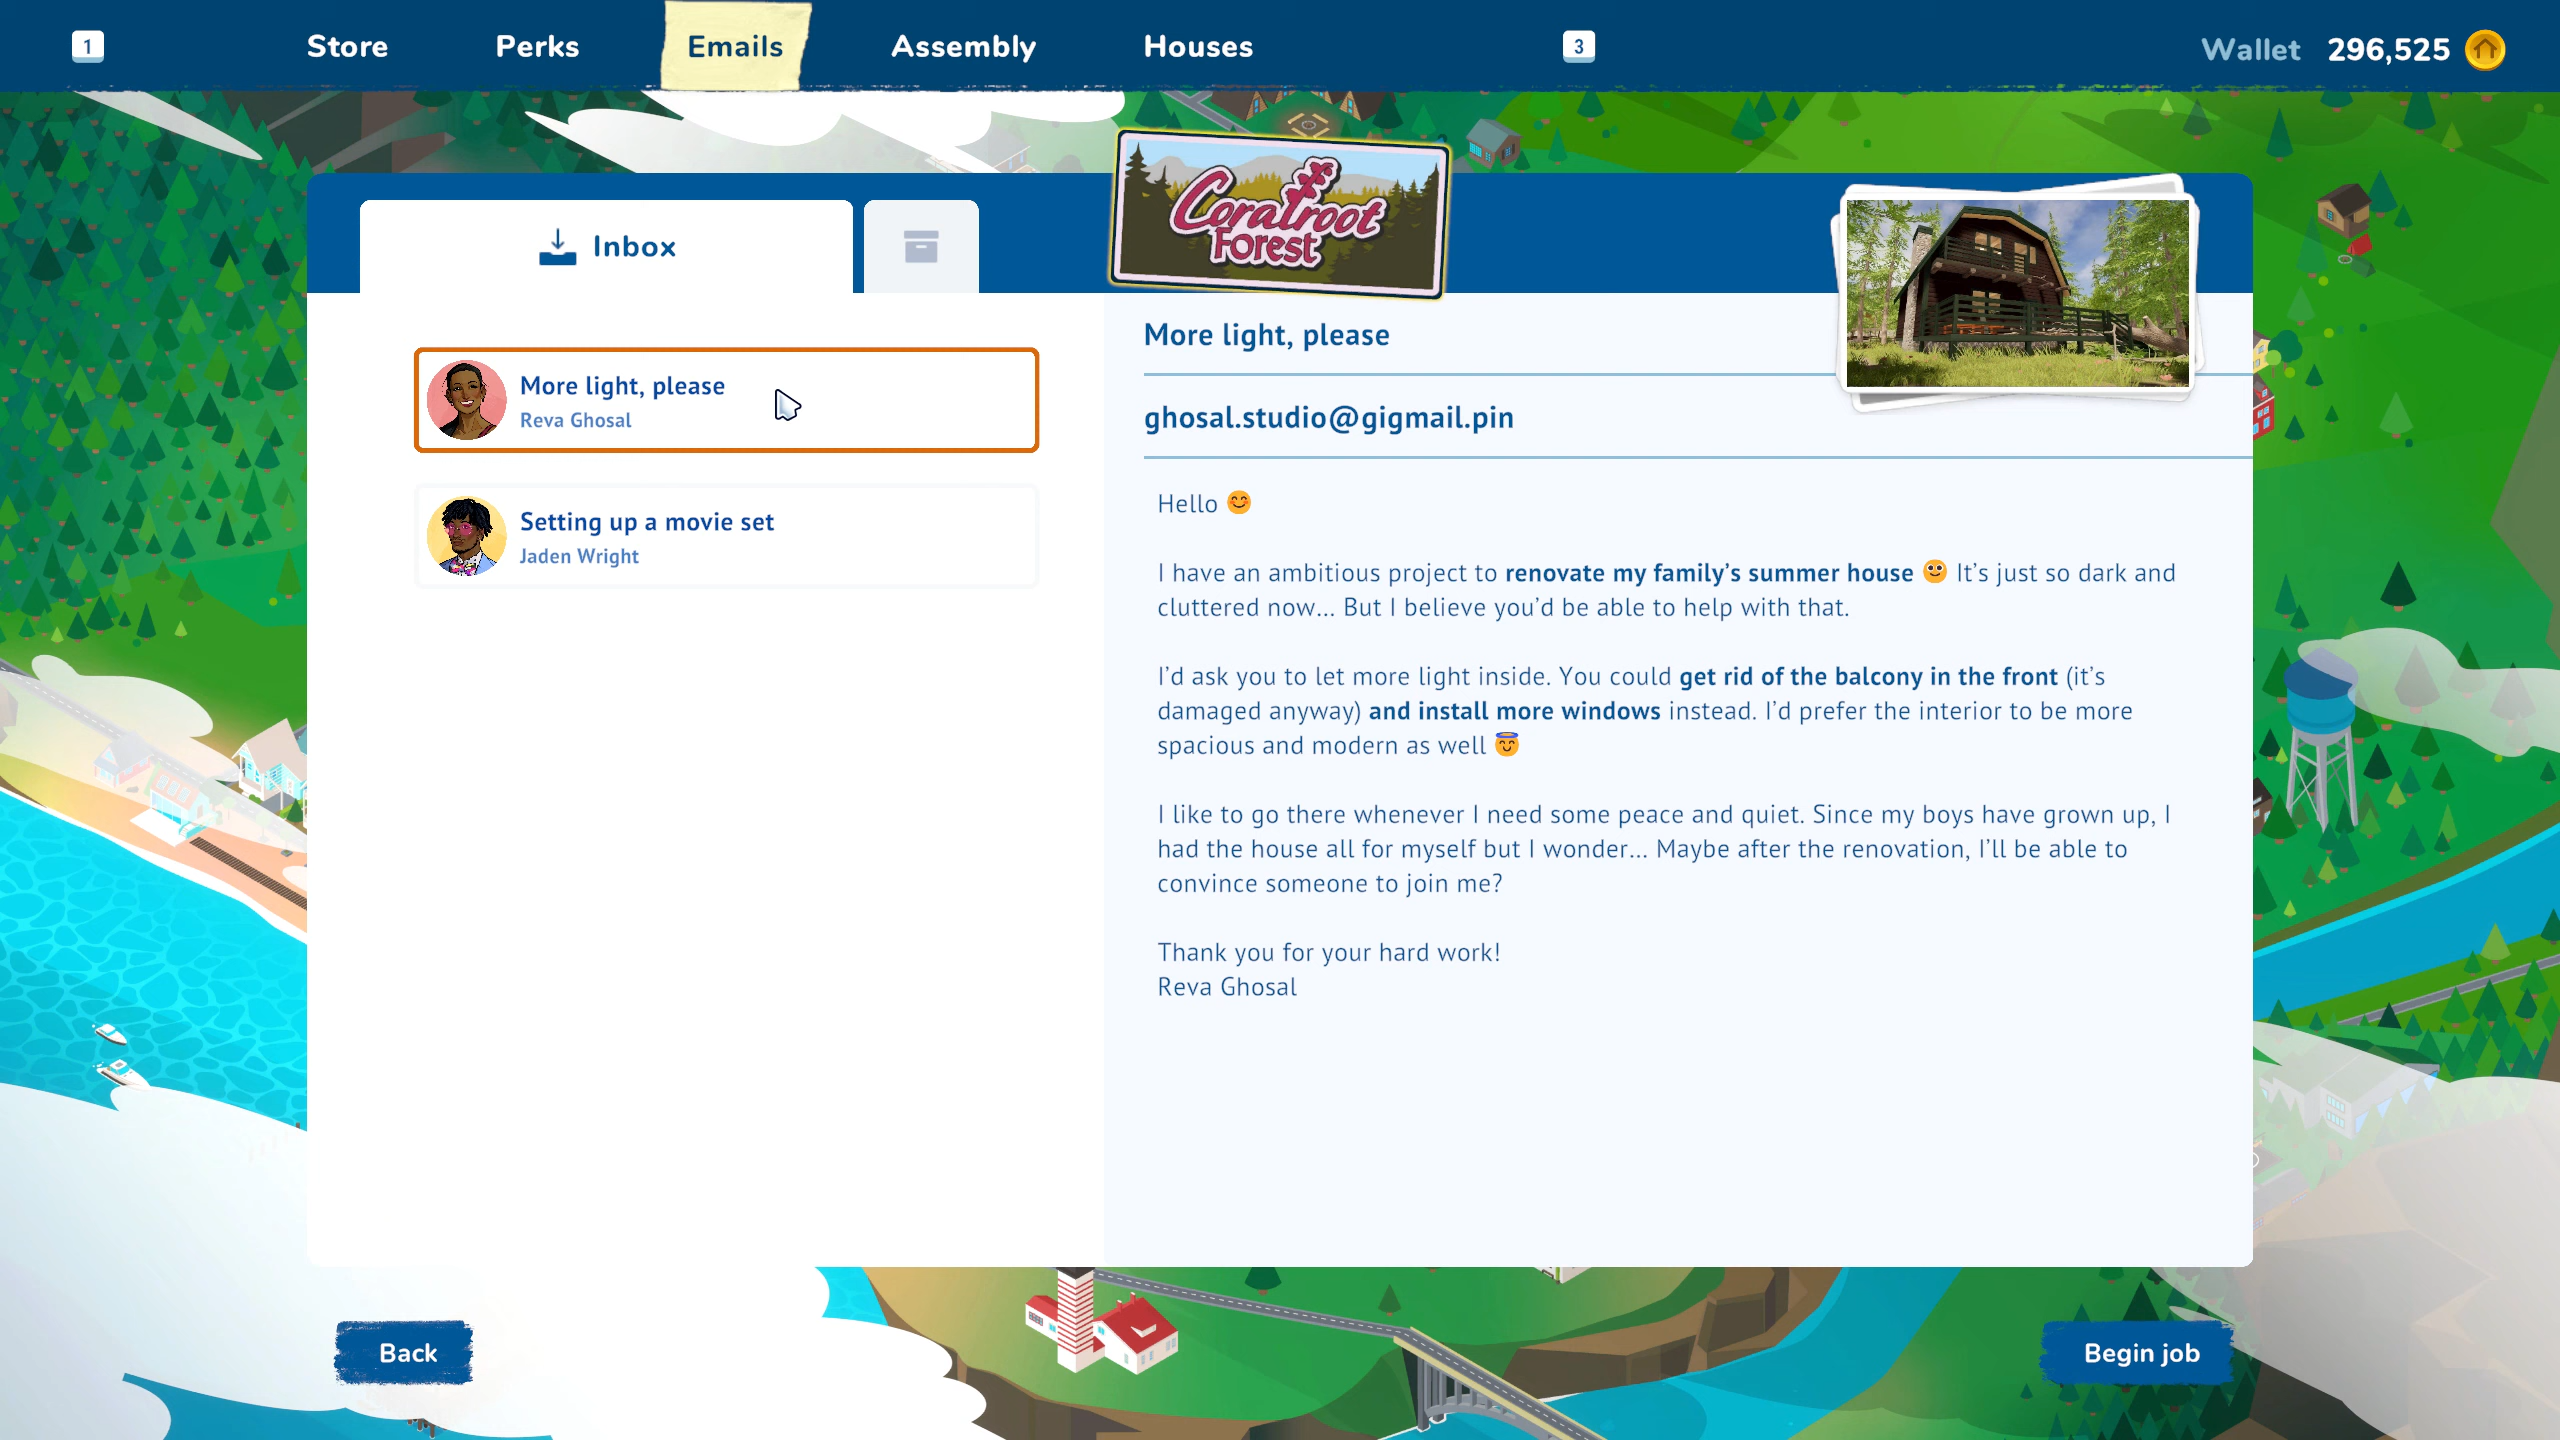 1
Store
Perks
Emails
Assembly
Houses
3
Wallet 296,525
Inbox
Coralroot
Forest
More light, please
Reva Ghosal
Setting up a movie set
Jaden Wright
More light, please
ghosal.studio@gigmail.pin
Hello 😊
I have an ambitious project to renovate my family’s summer house 🙂 It’s just so dark and
cluttered now... But I believe you’d be able to help with that.
I’d ask you to let more light inside. You could get rid of the balcony in the front (it’s
damaged anyway) and install more windows instead. I’d prefer the interior to be more
spacious and modern as well 😇
I like to go there whenever I need some peace and quiet. Since my boys have grown up, I
had the house all for myself but I wonder... Maybe after the renovation, I’ll be able to
convince someone to join me?
Thank you for your hard work!
Reva Ghosal
Back
Begin job